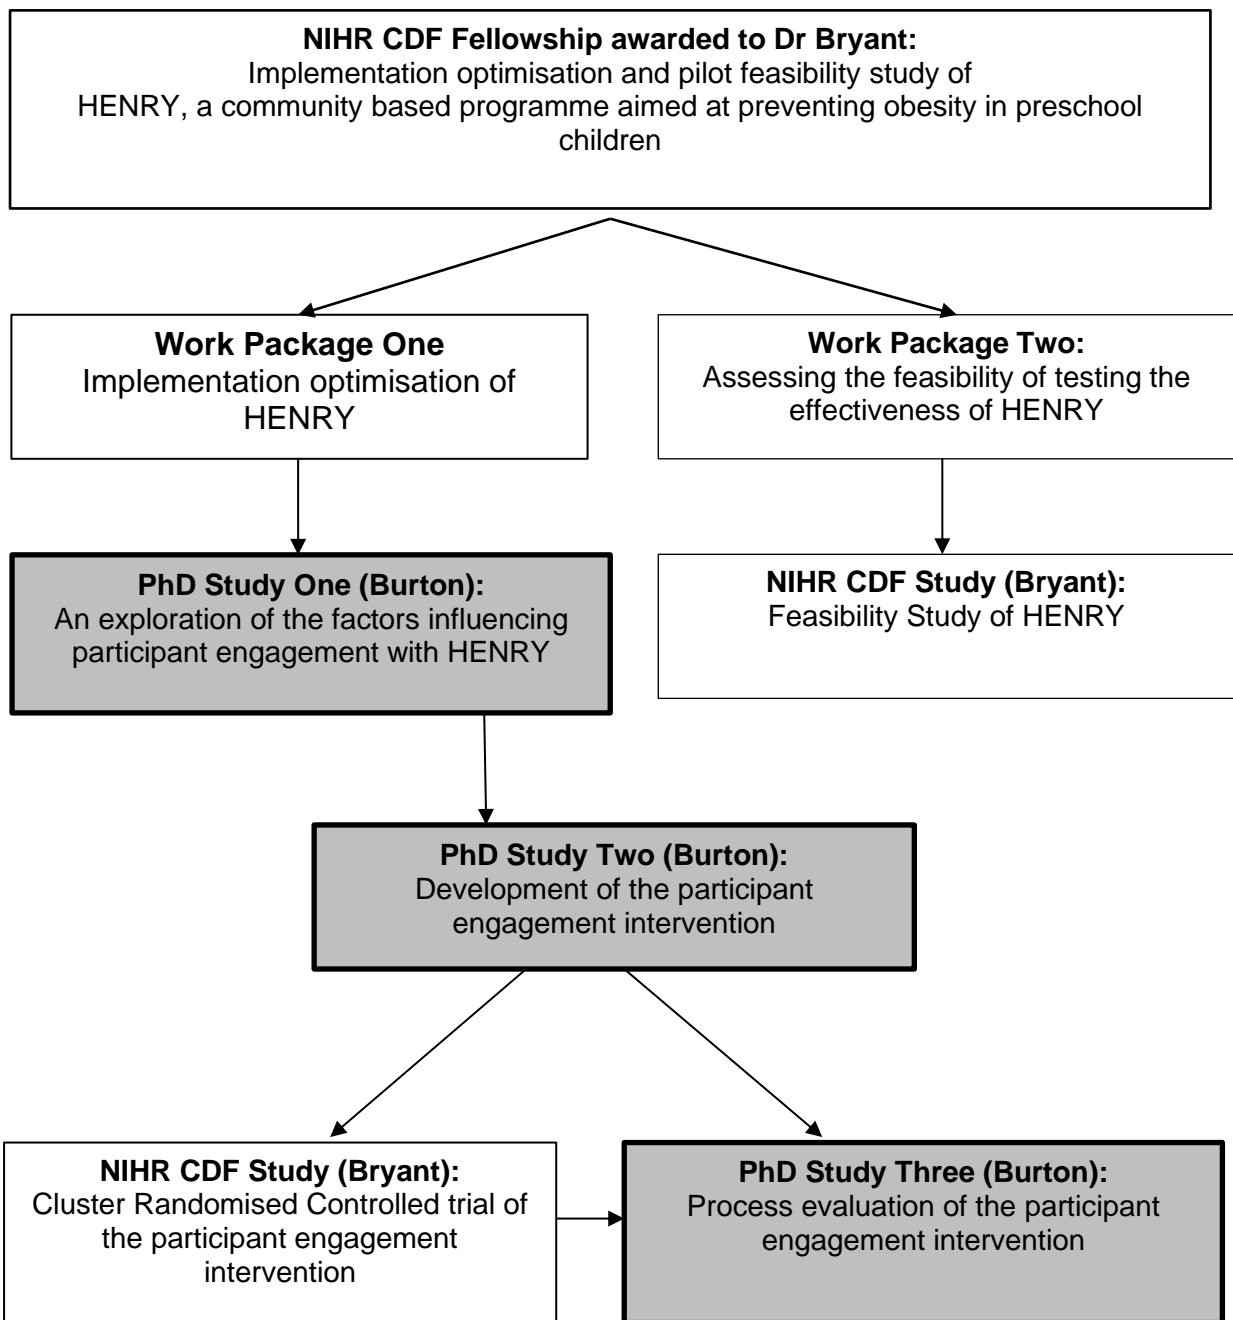 NIHR CDF Fellowship awarded to Dr Bryant:
Implementation optimisation and pilot feasibility study of
HENRY, a community based programme aimed at preventing obesity in preschool
children
Work Package One
Implementation optimisation of
HENRY
Work Package Two:
Assessing the feasibility of testing the
effectiveness of HENRY
PhD Study One (Burton):
An exploration of the factors influencing
participant engagement with HENRY
NIHR CDF Study (Bryant):
Feasibility Study of HENRY
PhD Study Two (Burton):
Development of the participant
engagement intervention
NIHR CDF Study (Bryant):
Cluster Randomised Controlled trial of
the participant engagement
intervention
PhD Study Three (Burton):
Process evaluation of the participant
engagement intervention